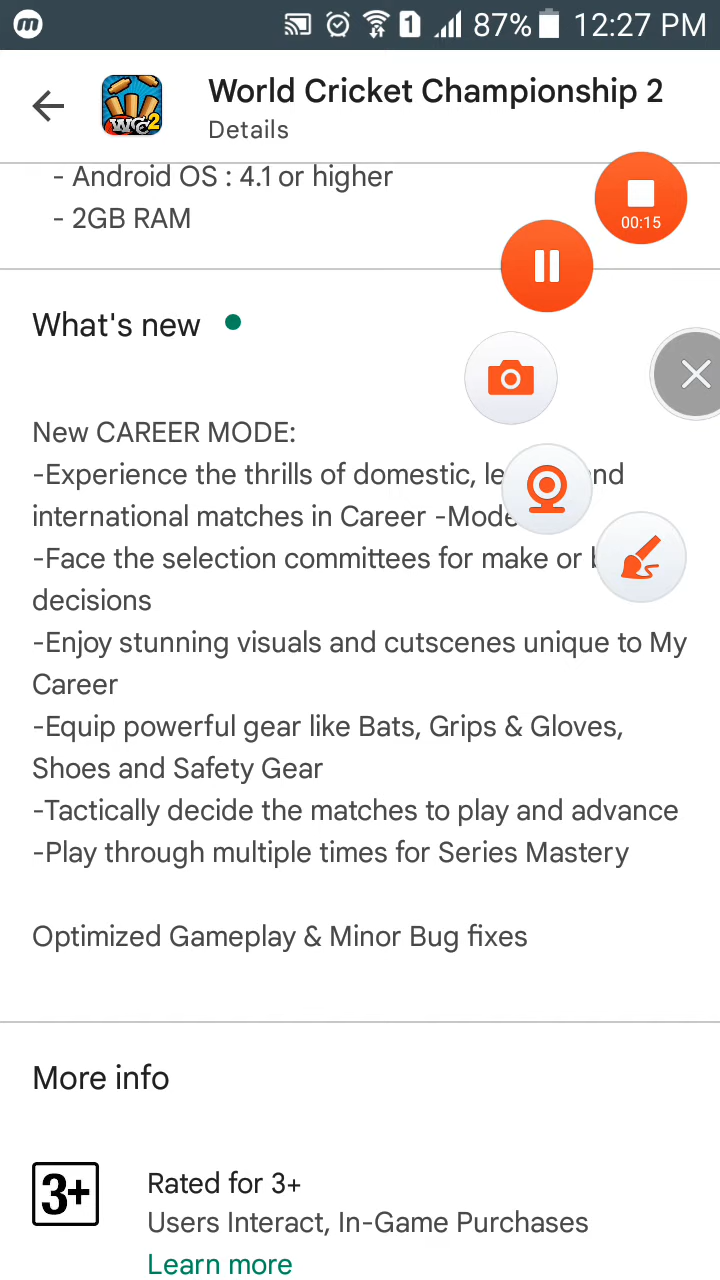 1 87% 12:27 PM
World Cricket Championship 2
WCC2
Details
- Android OS : 4.1 or higher
- 2GB RAM
00:15
What's new
New CAREER MODE:
-Experience the thrills of domestic, le nd
international matches in Career -Mode
-Face the selection committees for make or b
decisions
-Enjoy stunning visuals and cutscenes unique to My
Career
-Equip powerful gear like Bats, Grips & Gloves,
Shoes and Safety Gear
-Tactically decide the matches to play and advance
-Play through multiple times for Series Mastery
Optimized Gameplay & Minor Bug fixes
More info
3+
Rated for 3+
Users Interact, In-Game Purchases
Learn more